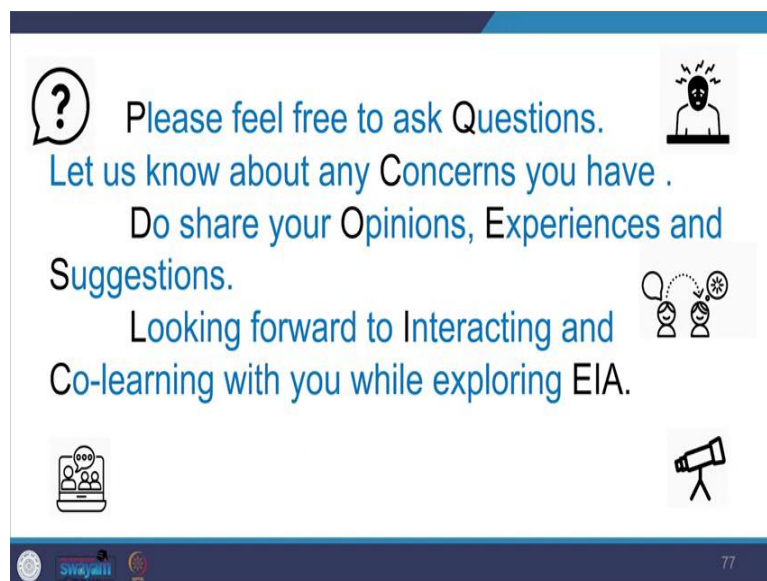 ?
Please feel free to ask Questions.
Let us know about any Concerns you have .
Do share your Opinions, Experiences and
Suggestions.
Looking forward to Interacting and
Co-learning with you while exploring EIA.
swayam
77